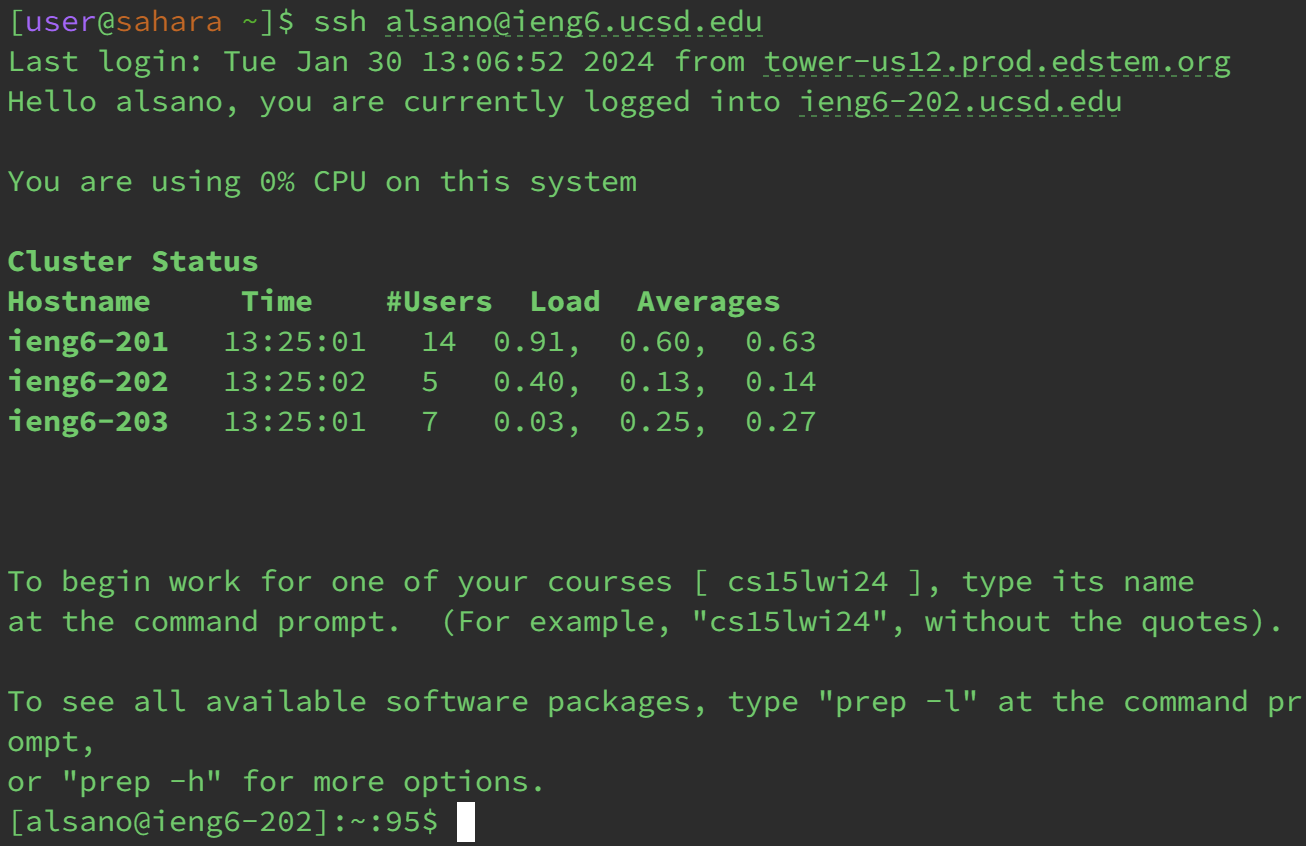 [user@sahara ~]$ ssh alsano@ieng6.ucsd.edu
Last login: Tue Jan 30 13:06:52 2024 from tower-us12.prod.edstem.org
Hello alsano, you are currently logged into ieng6-202.ucsd.edu
You are using 0% CPU on this system
Cluster Status
Hostname     Time    #Users  Load  Averages
ieng6-201   13:25:01   14  0.91,  0.60,  0.63
ieng6-202   13:25:02   5   0.40,  0.13,  0.14
ieng6-203   13:25:01   7   0.03,  0.25,  0.27
To begin work for one of your courses [ cs15lwi24 ], type its name
at the command prompt.  (For example, "cs15lwi24", without the quotes).
To see all available software packages, type "prep -l" at the command pr
ompt,
or "prep -h" for more options.
[alsano@ieng6-202]:~:95$